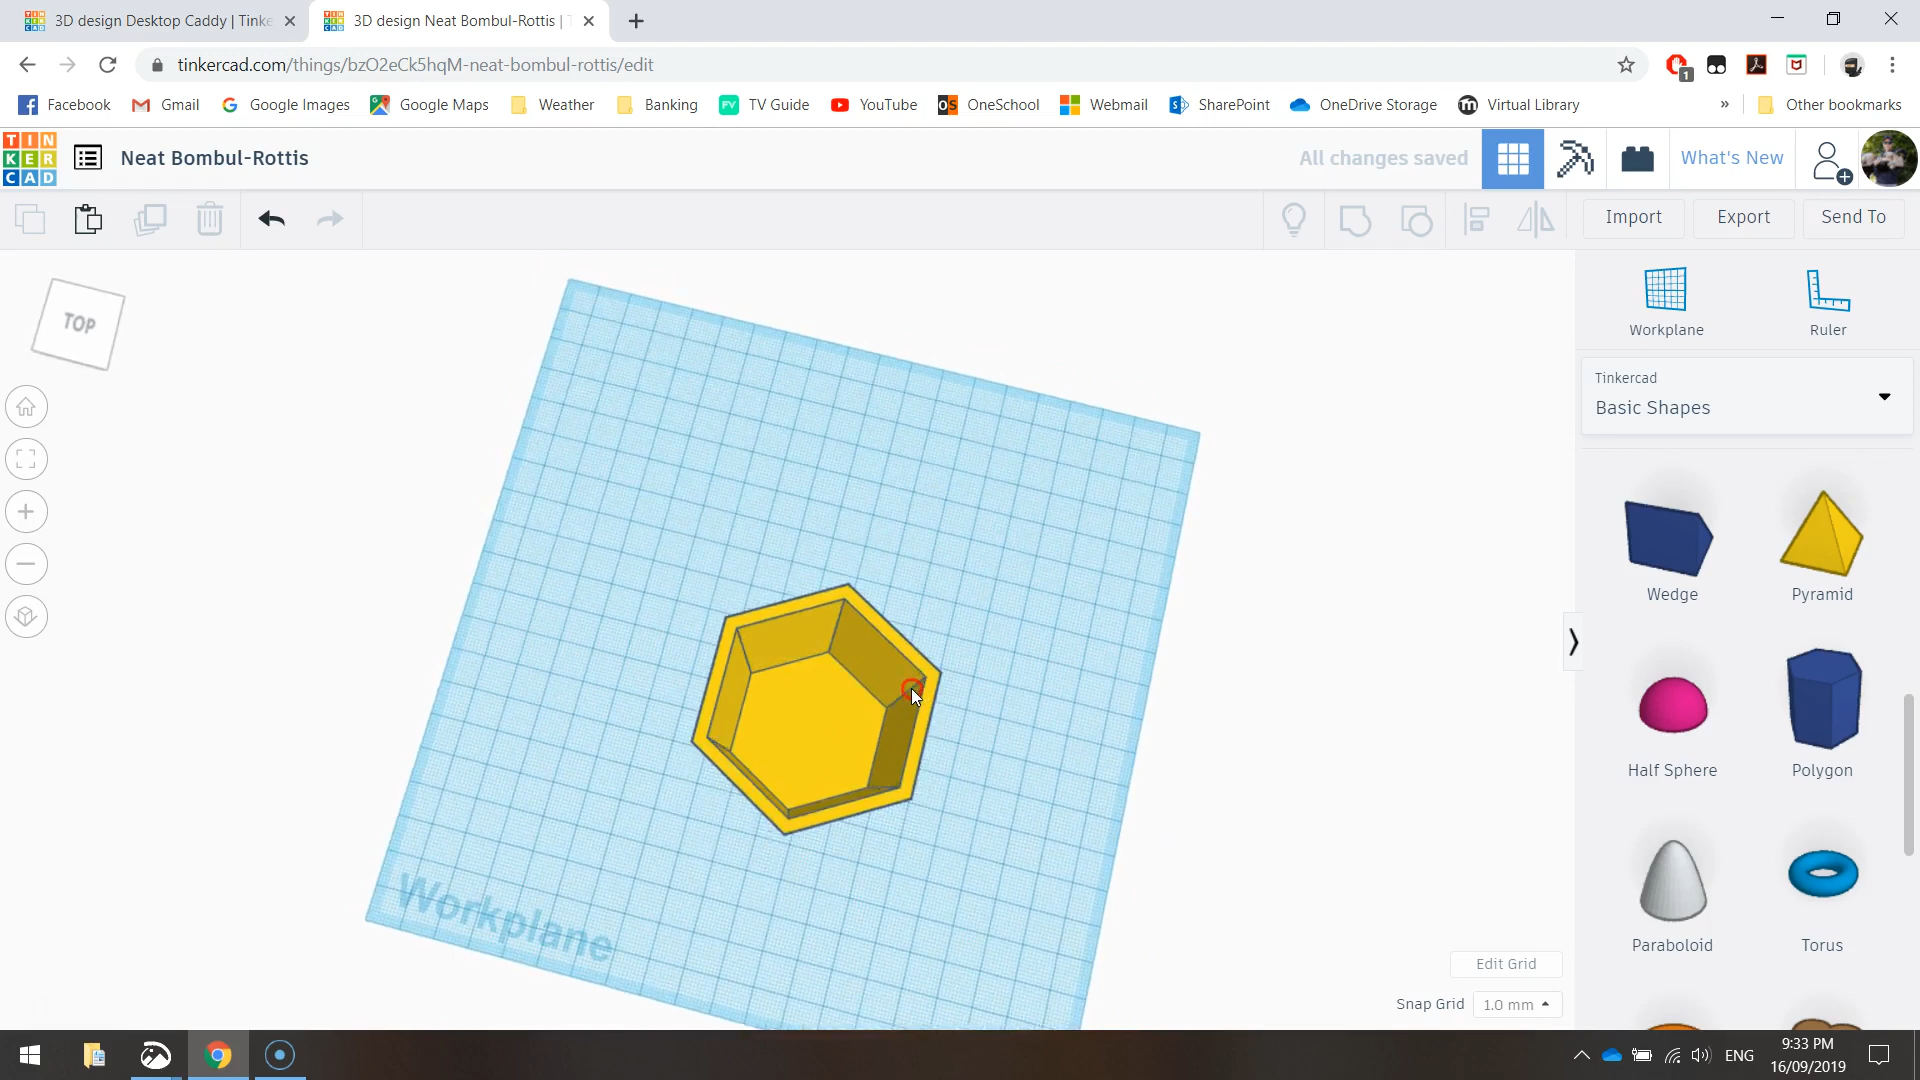 3D design Desktop Caddy | Tinke
3D design Neat Bombul-Rottis |
tinkercad.com/things/bzO2eCk5hqM-neat-bombul-rottis/edit
1
Facebook
Gmail
Google Images
Google Maps
Weather
Banking
TV Guide
YouTube
OneSchool
Webmail
SharePoint
OneDrive Storage
Virtual Library
»
Other bookmarks
TIN
KER
CAD
Neat Bombul-Rottis
All changes saved
What's New
Import
Export
Send To
TOP
Workplane
Ruler
Tinkercad
Basic Shapes
Wedge
Pyramid
Half Sphere
Polygon
Paraboloid
Torus
Workplane
Edit Grid
Snap Grid
1.0 mm
ENG
9:33 PM
16/09/2019